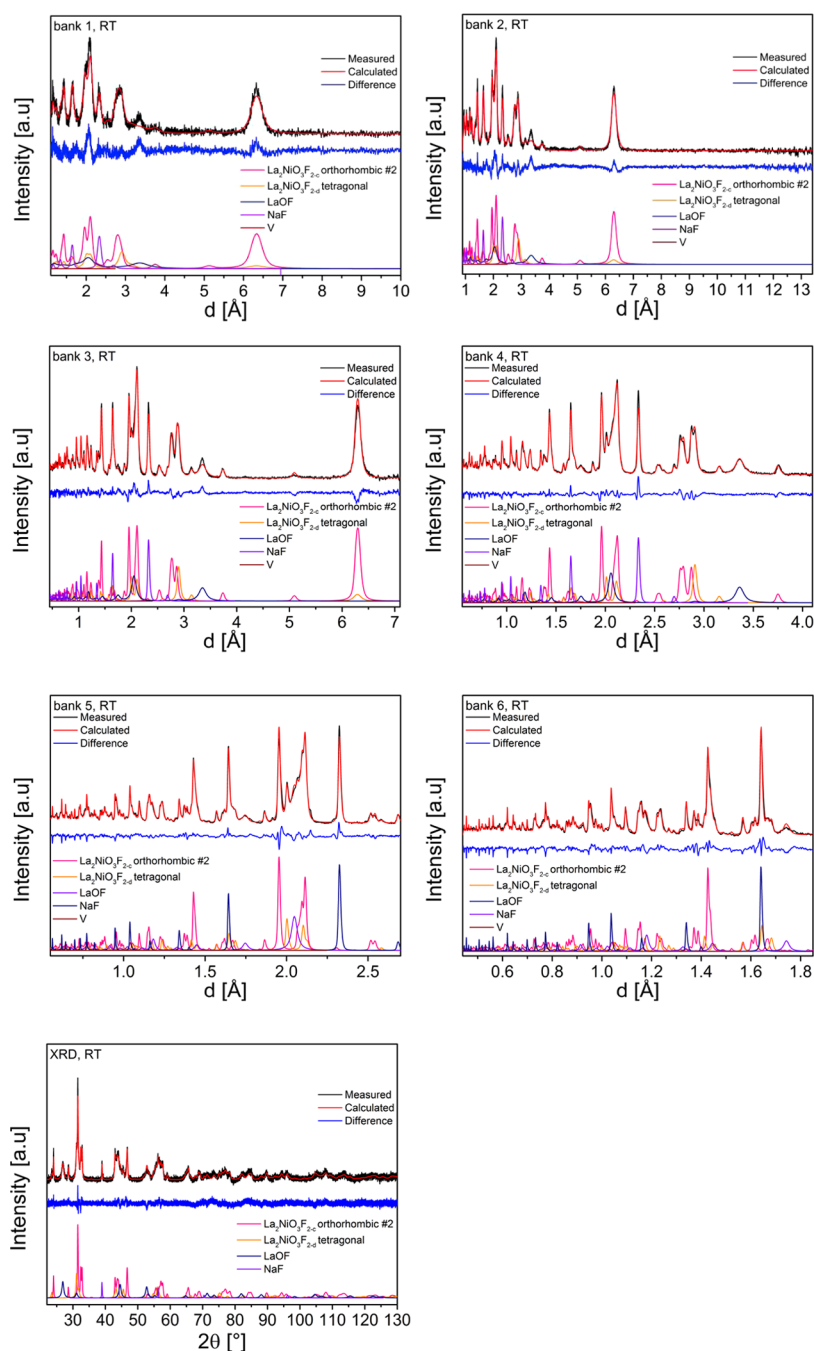 bank 1, RT
Measured
Calculated
Difference
La₂NiO₃F₂₋c orthorhombic #2
La₂NiO₃F₂₋d tetragonal
LaOF
NaF
V
Intensity [a.u]
2 3 4 5 6 7 8 9 10
d [Å]
bank 2, RT
Measured
Calculated
Difference
La₂NiO₃F₂₋c orthorhombic #2
La₂NiO₃F₂₋d tetragonal
LaOF
NaF
V
Intensity [a.u]
1 2 3 4 5 6 7 8 9 10 11 12 13
d [Å]
bank 3, RT
Measured
Calculated
Difference
La₂NiO₃F₂₋c orthorhombic #2
La₂NiO₃F₂₋d tetragonal
LaOF
NaF
V
Intensity [a.u]
1 2 3 4 5 6 7
d [Å]
bank 4, RT
Measured
Calculated
Difference
La₂NiO₃F₂₋c orthorhombic #2
La₂NiO₃F₂₋d tetragonal
LaOF
NaF
V
Intensity [a.u]
1.0 1.5 2.0 2.5 3.0 3.5 4.0
d [Å]
bank 5, RT
Measured
Calculated
Difference
La₂NiO₃F₂₋c orthorhombic #2
La₂NiO₃F₂₋d tetragonal
LaOF
NaF
V
Intensity [a.u]
1.0 1.5 2.0 2.5
d [Å]
bank 6, RT
Measured
Calculated
Difference
La₂NiO₃F₂₋c orthorhombic #2
La₂NiO₃F₂₋d tetragonal
LaOF
NaF
V
Intensity [a.u]
0.6 0.8 1.0 1.2 1.4 1.6 1.8
d [Å]
XRD, RT
Measured
Calculated
Difference
La₂NiO₃F₂₋c orthorhombic #2
La₂NiO₃F₂₋d tetragonal
LaOF
NaF
Intensity [a.u]
30 40 50 60 70 80 90 100 110 120 130
2θ [°]